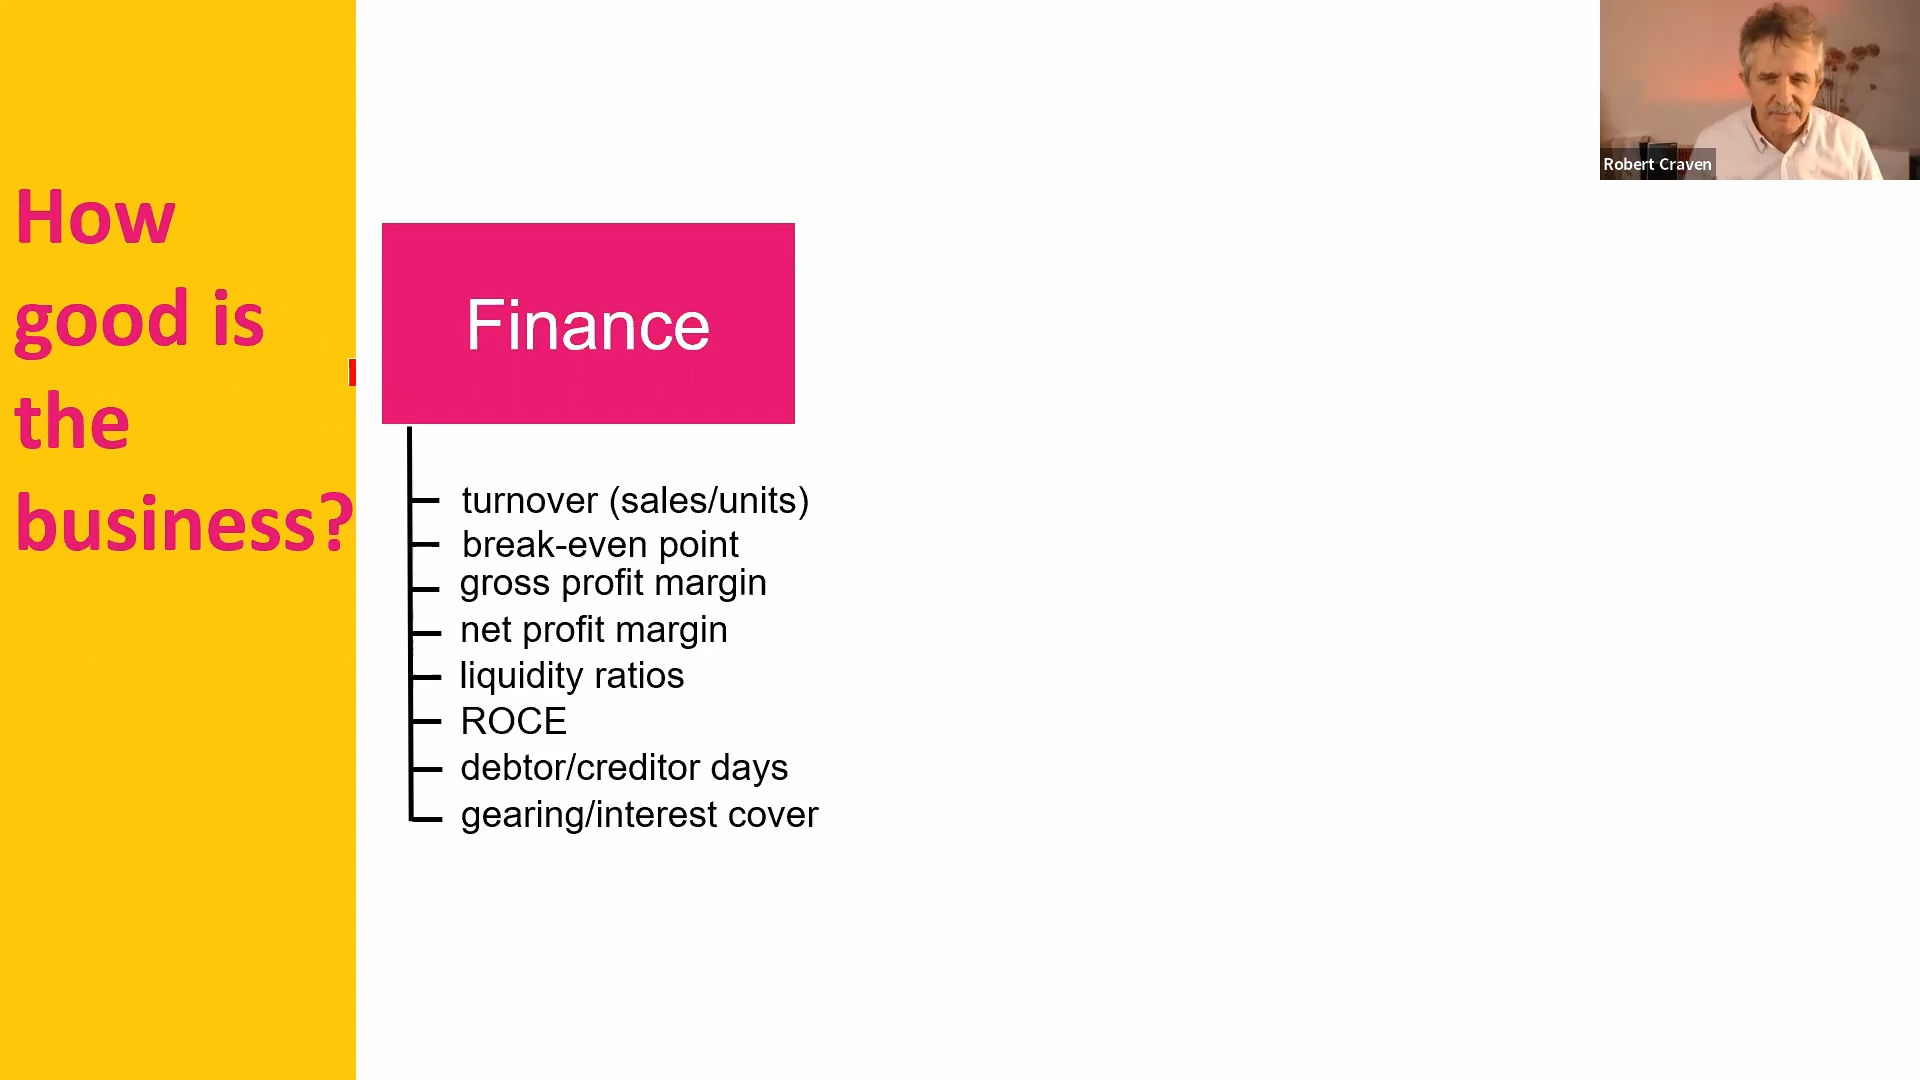 How
good is
the
business?
Finance
turnover (sales/units)
break-even point
gross profit margin
net profit margin
liquidity ratios
ROCE
debtor/creditor days
gearing/interest cover
Robert Craven